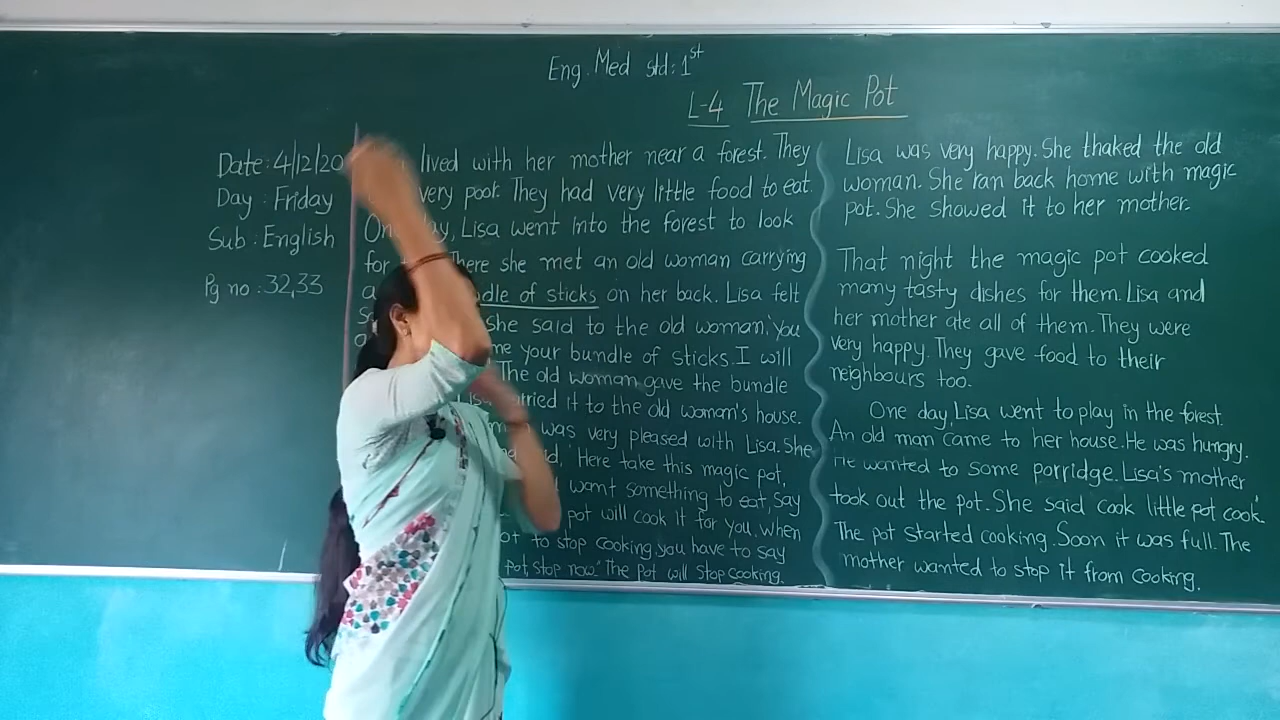 Eng. Med std: 1st
L-4 The Magic Pot
Date: 4/12/20
Day : Friday
Sub : English
Pg no : 32,33
lived with her mother near a forest. They
very poor. They had very little food to eat.
Lisa went into the forest to look
for There she met an old woman carrying
a of sticks on her back. Lisa felt
she said to the old woman, 'You
me your bundle of sticks. I will
The old woman gave the bundle
it to the old woman's house.
was very pleased with Lisa. She
Here take this magic pot,
want something to eat, say
pot will cook it for you. when
to stop cooking. you have to say
pot, stop now.' The Pot will stop cooking.
Lisa was very happy. She thaked the old
woman. She ran back home with magic
pot. She showed it to her mother.
That night the magic pot cooked
many tasty dishes for them. Lisa and
her mother ate all of them. They were
very happy. They gave food to their
neighbours too.
One day, Lisa went to play in the forest.
An old man came to her house. He was hungry.
He wanted to some porridge. Lisa's mother
took out the pot. She said cook little pot cook.'
The pot started cooking. Soon it was full. The
mother wanted to stop it from cooking.